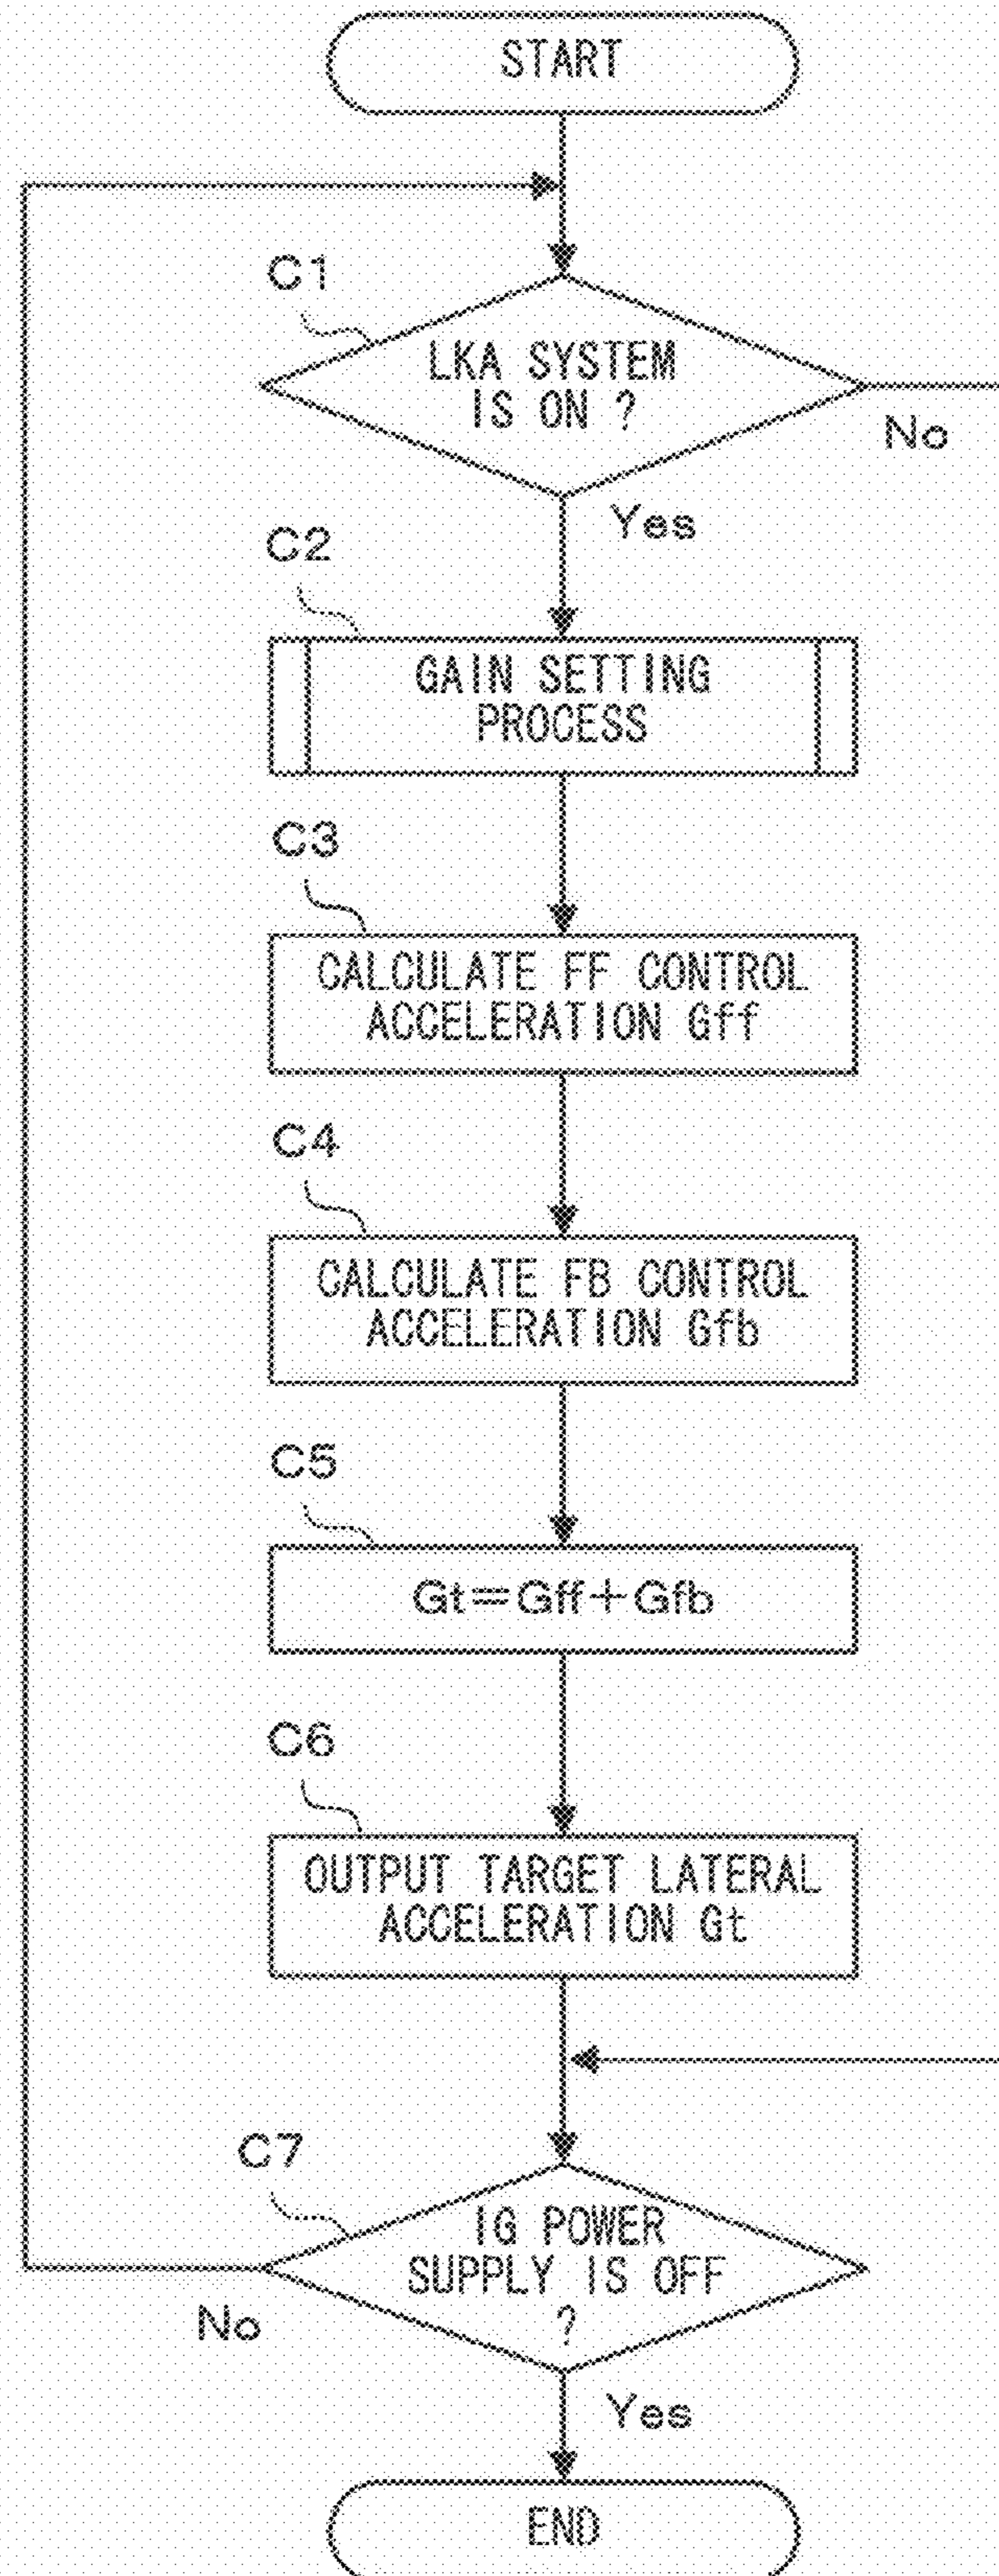 START
C1
LKA SYSTEM
IS ON ?
No
Yes
C2
GAIN SETTING
PROCESS
C3
CALCULATE FF CONTROL
ACCELERATION Gff
C4
CALCULATE FB CONTROL
ACCELERATION Gfb
C5
Gt=Gff+Gfb
C6
OUTPUT TARGET LATERAL
ACCELERATION Gt
C7
IG POWER
SUPPLY IS OFF
?
No
Yes
END